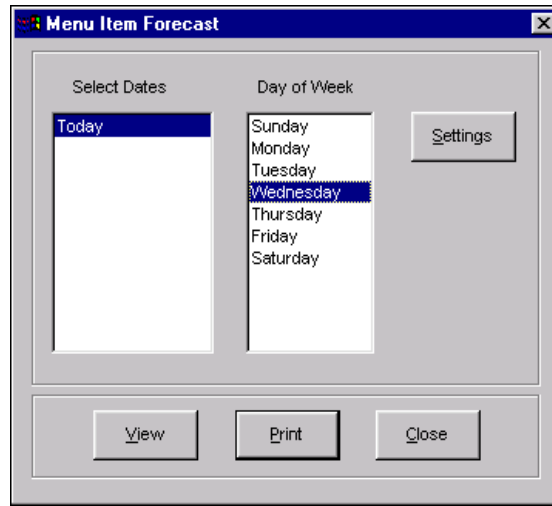 Menu Item Forecast
Select Dates
Day of Week
Today
Sunday
Monday
Tuesday
Wednesday
Thursday
Friday
Saturday
Settings
View
Print
Close